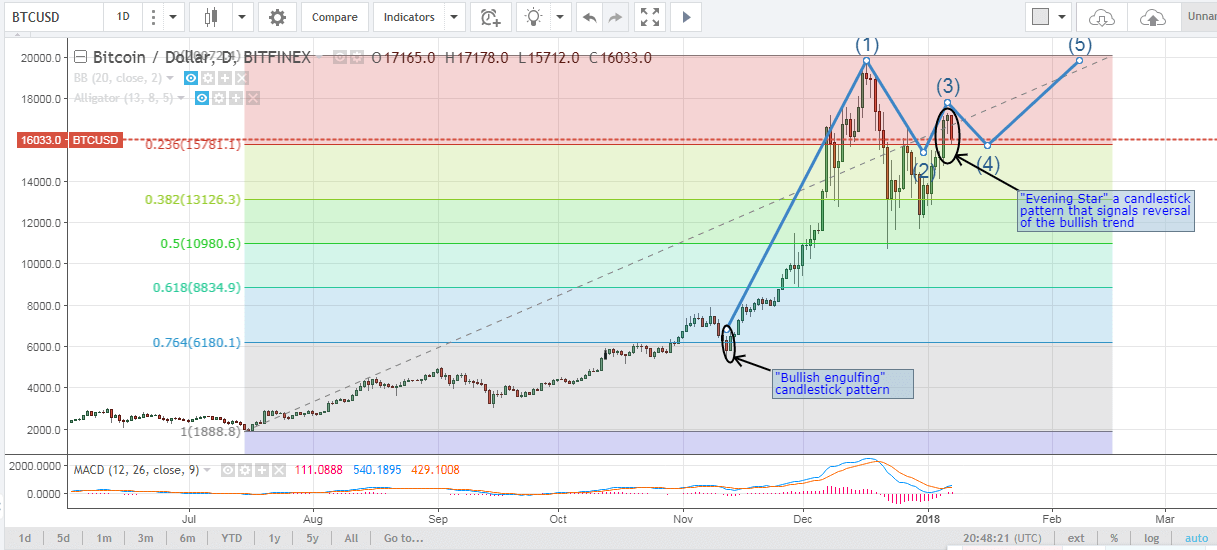 BTCUSD 1D Compare Indicators Unnan
Bitcoin / Dollar, D, BITFINEX O17165.0 H17178.0 L15712.0 C16033.0
BB (20, close, 2)
Alligator (13, 8, 5)
20000.0
18000.0
16033.0 BTCUSD
14000.0
12000.0
10000.0
8000.0
6000.0
4000.0
2000.0
0.236(15781.1)
0.382(13126.3)
0.5(10980.6)
0.618(8834.9)
0.764(6180.1)
1(1888.8)
(1)
(2)
(3)
(4)
(5)
"Evening Star" a candlestick
pattern that signals reversal
of the bullish trend
"Bullish engulfing"
candlestick pattern
MACD (12, 26, close, 9) 111.0888 540.1895 429.1008
2000.0000
0.0000
Jul Aug Sep Oct Nov Dec 2018 Feb Mar
1d 5d 1m 3m 6m YTD 1y 5y All Go to... 20:48:21 (UTC) ext % log auto